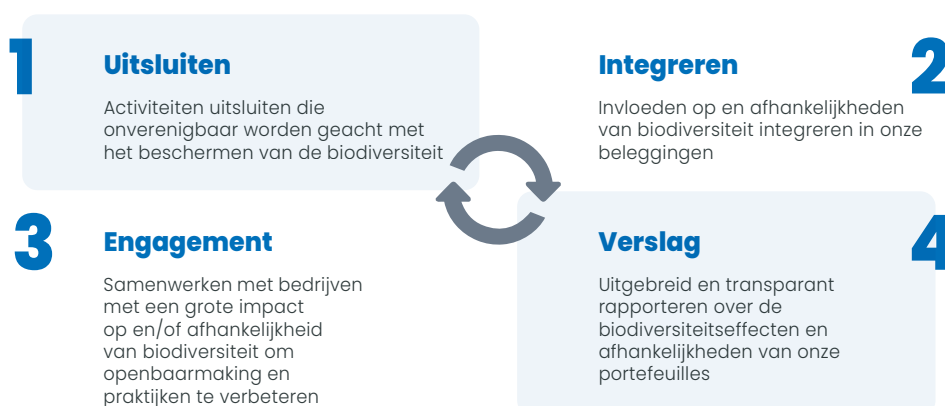 1
Uitsluiten
Activiteiten uitsluiten die
onverenigbaar worden geacht met
het beschermen van de biodiversiteit
2
Integreren
Invloeden op en afhankelijkheden
van biodiversiteit integreren in onze
beleggingen
3
Engagement
Samenwerken met bedrijven
met een grote impact
op en/of afhankelijkheid
van biodiversiteit om
openbaarmaking en
praktijken te verbeteren
4
Verslag
Uitgebreid en transparant
rapporteren over de
biodiversiteitseffecten en
afhankelijkheden van onze
portefeuilles